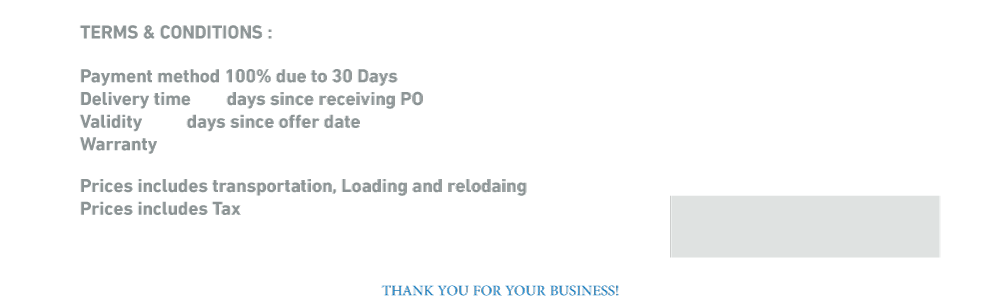 TERMS & CONDITIONS :
Payment method 100% due to 30 Days
Delivery time days since receiving PO
Validity days since offer date
Warranty
Prices includes transportation, Loading and relodaing
Prices includes Tax
THANK YOU FOR YOUR BUSINESS!